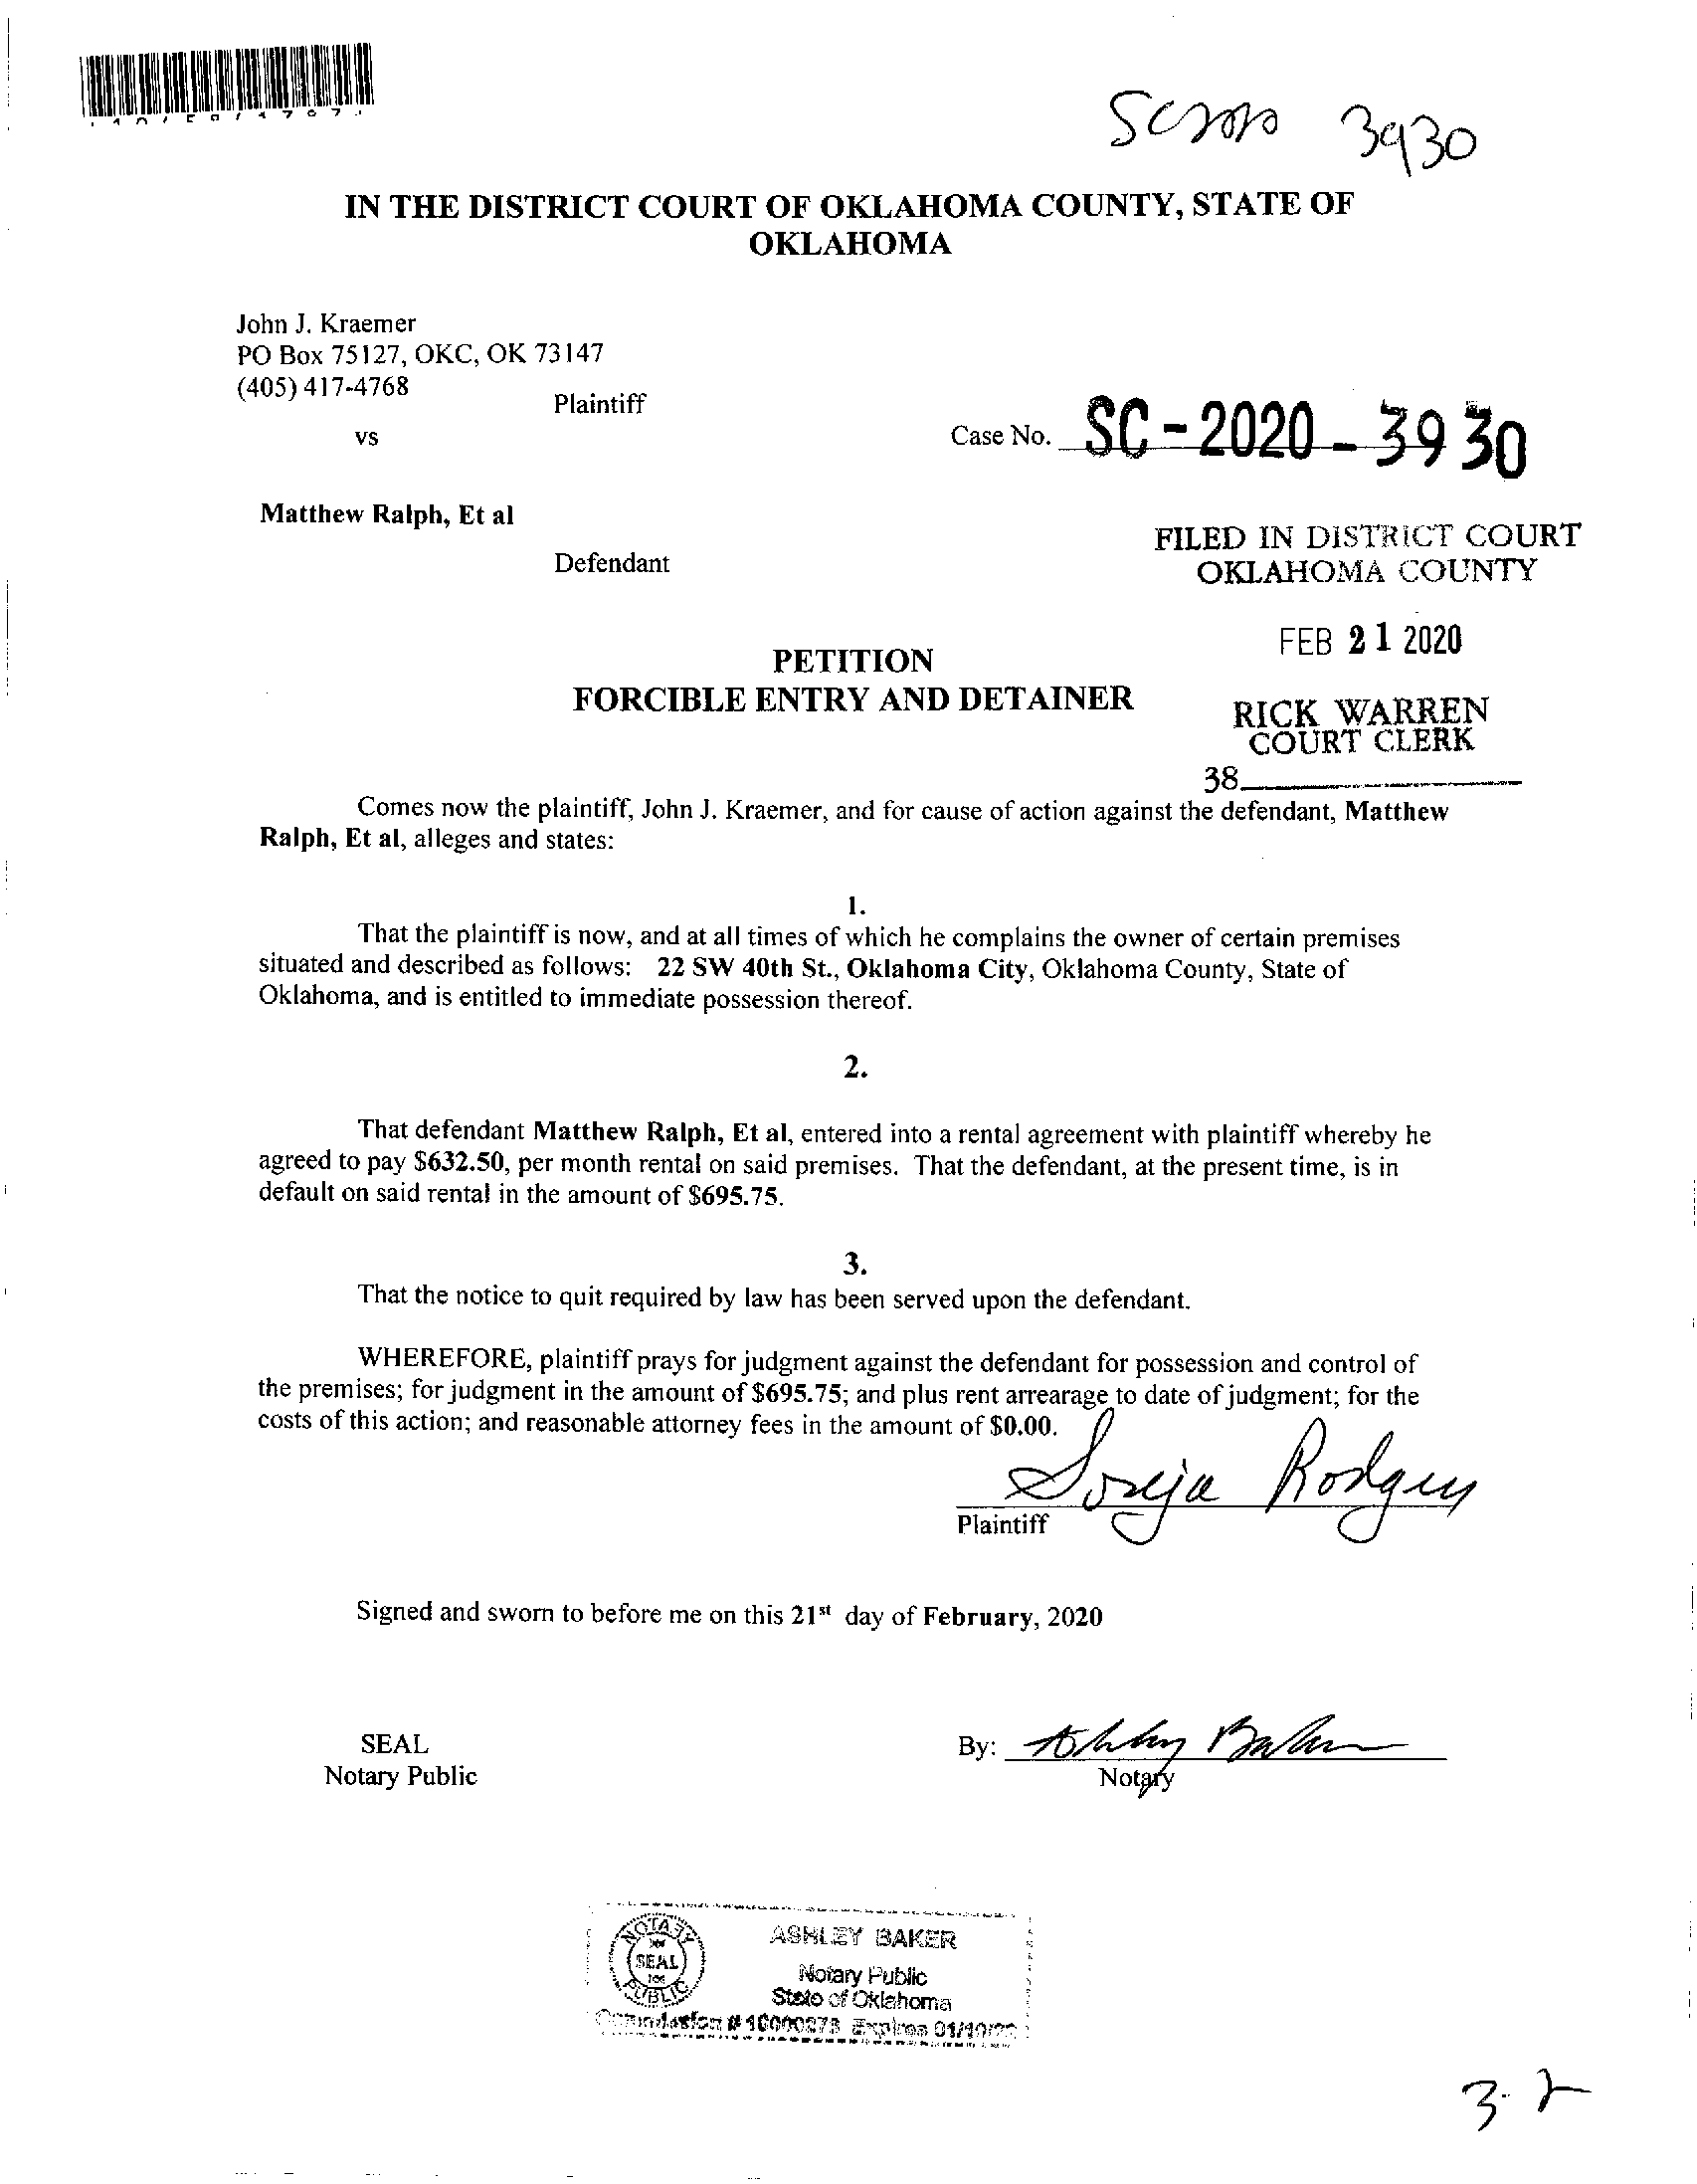 SC2020 3930
IN THE DISTRICT COURT OF OKLAHOMA COUNTY, STATE OF
OKLAHOMA
John J. Kraemer
PO Box 75127, OKC, OK 73147
(405) 417-4768
Plaintiff
vs
Case No. SC-2020-3930
Matthew Ralph, Et al
Defendant
FILED IN DISTRICT COURT
OKLAHOMA COUNTY
FEB 21 2020
RICK WARREN
COURT CLERK
38
PETITION
FORCIBLE ENTRY AND DETAINER
Comes now the plaintiff, John J. Kraemer, and for cause of action against the defendant, Matthew
Ralph, Et al, alleges and states:
1.
That the plaintiff is now, and at all times of which he complains the owner of certain premises
situated and described as follows: 22 SW 40th St., Oklahoma City, Oklahoma County, State of
Oklahoma, and is entitled to immediate possession thereof.
2.
That defendant Matthew Ralph, Et al, entered into a rental agreement with plaintiff whereby he
agreed to pay $632.50, per month rental on said premises. That the defendant, at the present time, is in
default on said rental in the amount of $695.75.
3.
That the notice to quit required by law has been served upon the defendant.
WHEREFORE, plaintiff prays for judgment against the defendant for possession and control of
the premises; for judgment in the amount of $695.75; and plus rent arrearage to date of judgment; for the
costs of this action; and reasonable attorney fees in the amount of $0.00.
Rodgers
Plaintiff
Signed and sworn to before me on this 21st day of February, 2020
SEAL
Notary Public
By: Ashley Baker
Notary
NOTARY
SEAL
PUBLIC
ASHLEY BAKER
Notary Public
State of Oklahoma
Commission # Expires
3-2